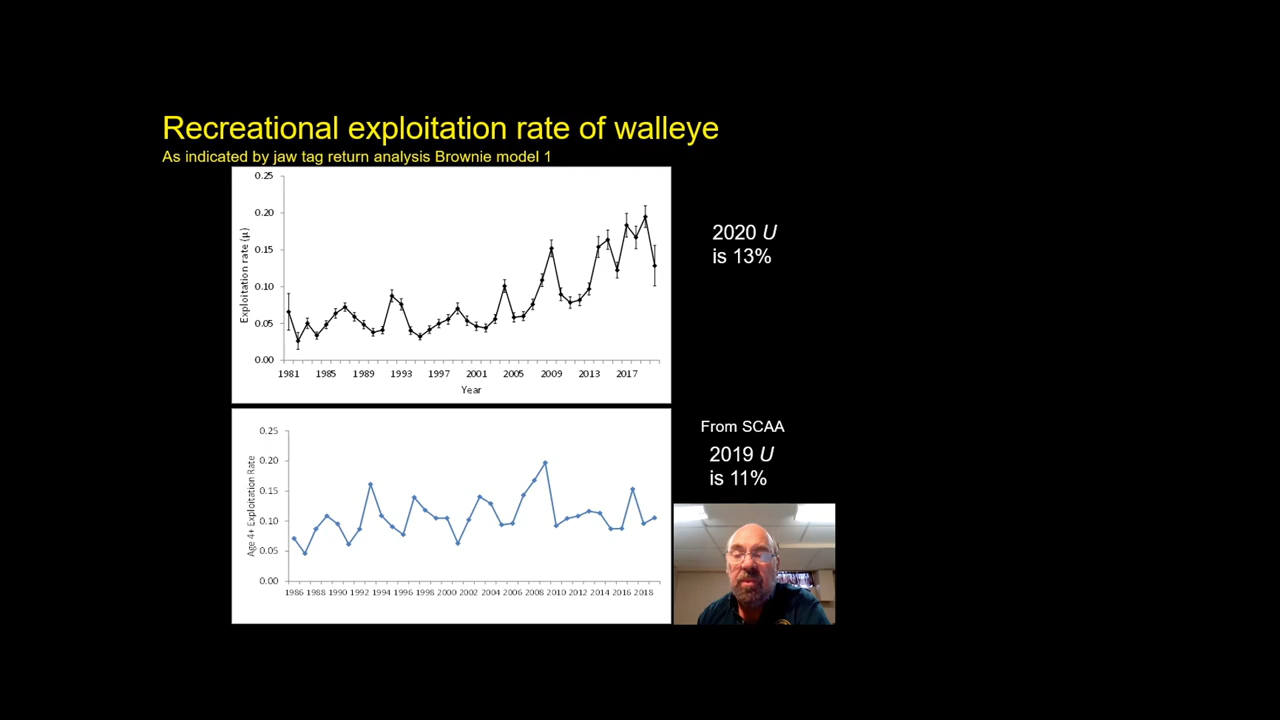 Recreational exploitation rate of walleye
As indicated by jaw tag return analysis Brownie model 1
0.25
0.20
0.15
0.10
0.05
0.00
Exploitation rate (μ)
1981 1985 1989 1993 1997 2001 2005 2009 2013 2017
Year
2020 U
is 13%
0.25
0.20
0.15
0.10
0.05
0.00
Age 4+ Exploitation Rate
1986 1988 1990 1992 1994 1996 1998 2000 2002 2004 2006 2008 2010 2012 2014 2016 2018
From SCAA
2019 U
is 11%